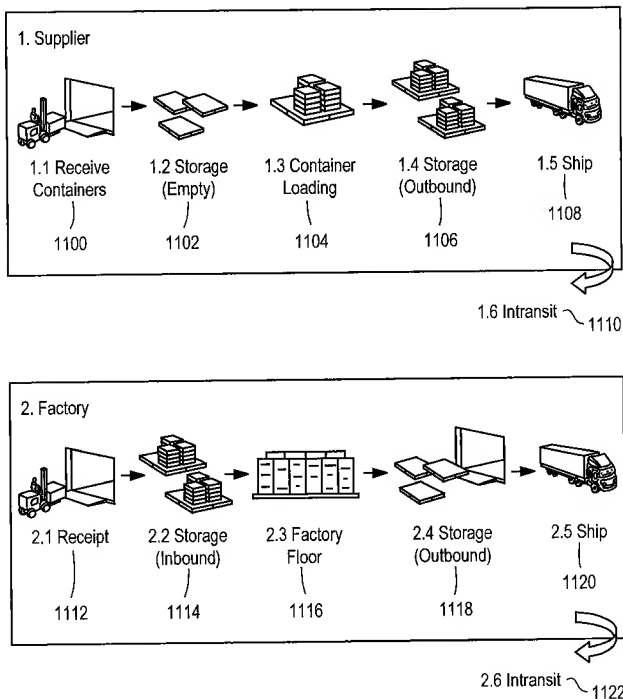 1. Supplier
1.1 Receive
Containers
1100
1.2 Storage
(Empty)
1102
1.3 Container
Loading
1104
1.4 Storage
(Outbound)
1106
1.5 Ship
1108
1.6 Intransit
1110
2. Factory
2.1 Receipt
1112
2.2 Storage
(Inbound)
1114
2.3 Factory
Floor
1116
2.4 Storage
(Outbound)
1118
2.5 Ship
1120
2.6 Intransit
1122